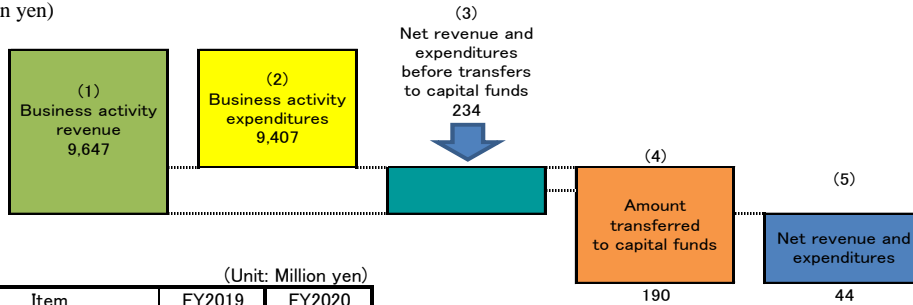 n yen)
(1)
Business activity
revenue
9,647
(2)
Business activity
expenditures
9,407
(3)
Net revenue and
expenditures
before transfers
to capital funds
234
(4)
Amount
transferred
to capital funds
190
(5)
Net revenue and
expenditures
44
(Unit: Million yen)
Item FY2019 FY2020